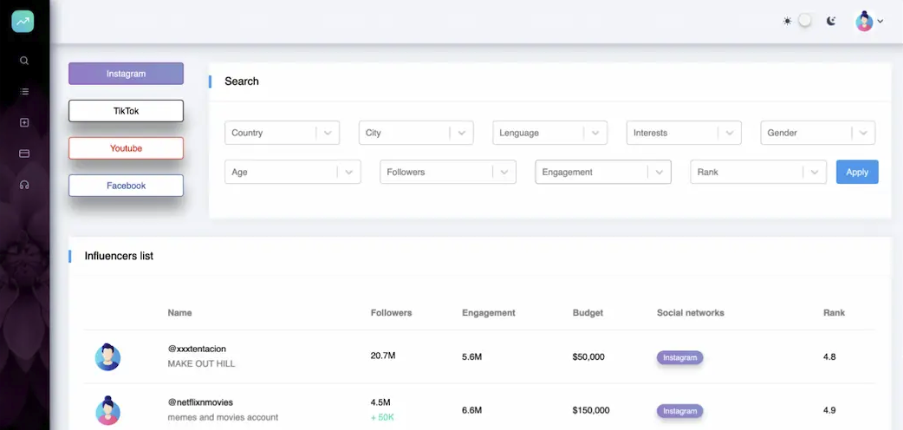 Instagram
TikTok
Youtube
Facebook
Search
Country City Lenguage Interests Gender
Age Followers Engagement Rank Apply
Influencers list
Name Followers Engagement Budget Social networks Rank
@xxxtentacion 20.7M 5.6M $50,000 Instagram 4.8
MAKE OUT HILL
@netflixnmovies 4.5M 6.6M $150,000 Instagram 4.9
memes and movies account + 50K